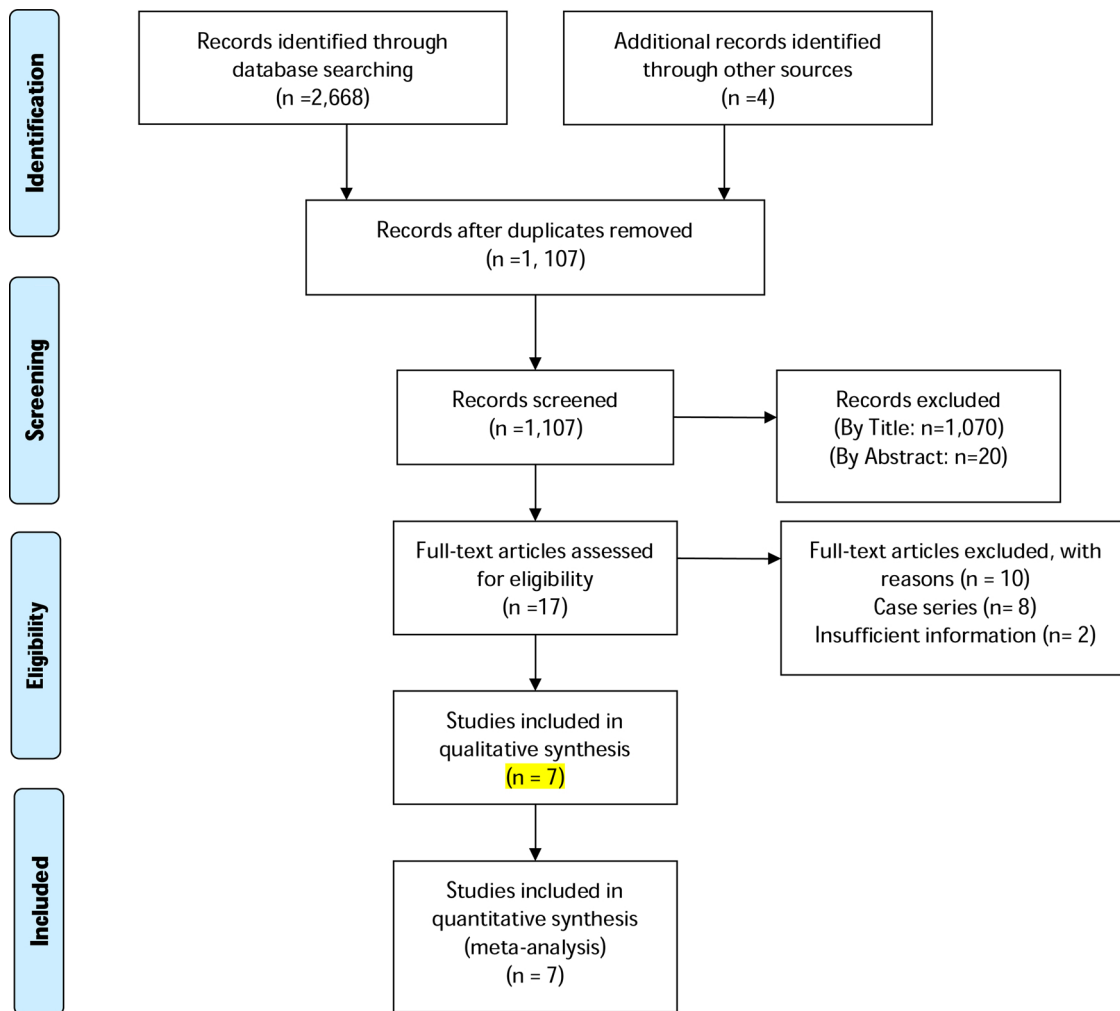 Identification
Records identified through
database searching
(n =2,668)
Additional records identified
through other sources
(n =4)
Records after duplicates removed
(n =1, 107)
Screening
Records screened
(n =1,107)
Records excluded
(By Title: n=1,070)
(By Abstract: n=20)
Eligibility
Full-text articles assessed
for eligibility
(n =17)
Full-text articles excluded, with
reasons (n = 10)
Case series (n= 8)
Insufficient information (n= 2)
Studies included in
qualitative synthesis
(n = 7)
Included
Studies included in
quantitative synthesis
(meta-analysis)
(n = 7)